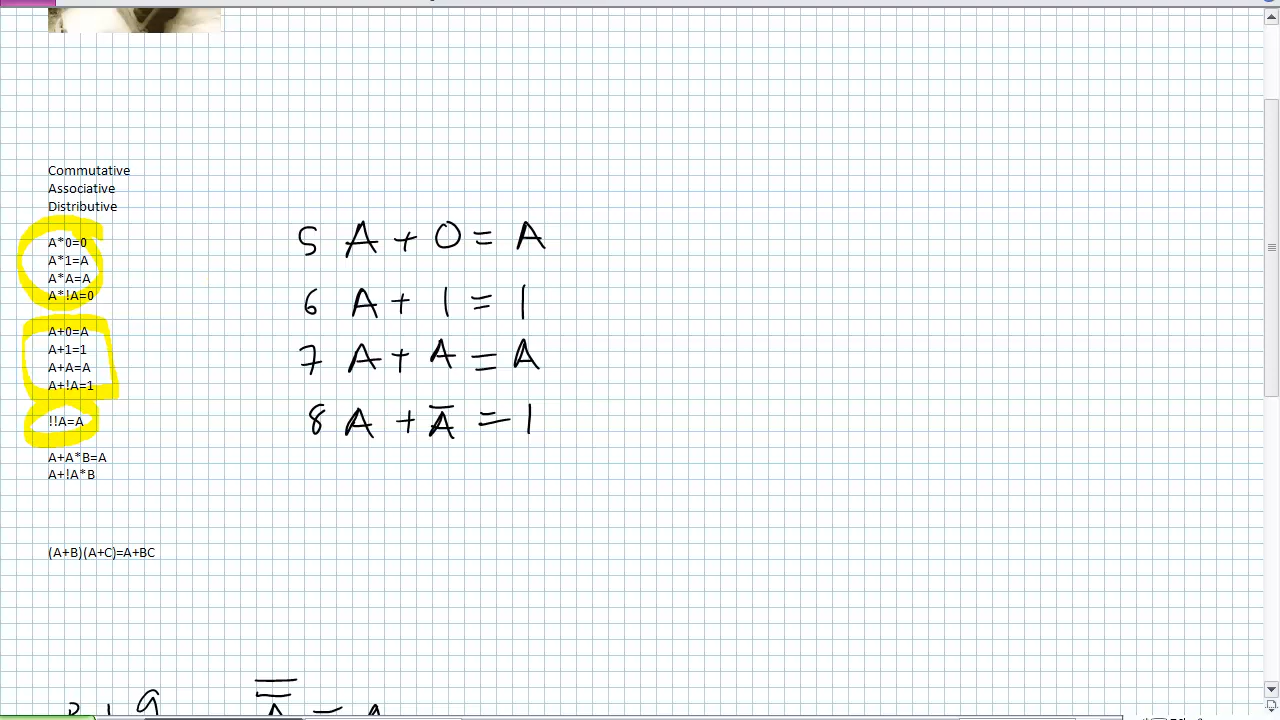 Commutative
Associative
Distributive
A*0=0
A*1=A
A*A=A
A*!A=0
A+0=A
A+1=1
A+A=A
A+!A=1
!!A=A
A+A*B=A
A+!A*B
(A+B)(A+C)=A+BC
5 A + 0 = A
6 A + 1 = 1
7 A + A = A
8 A + A̅ = 1
9